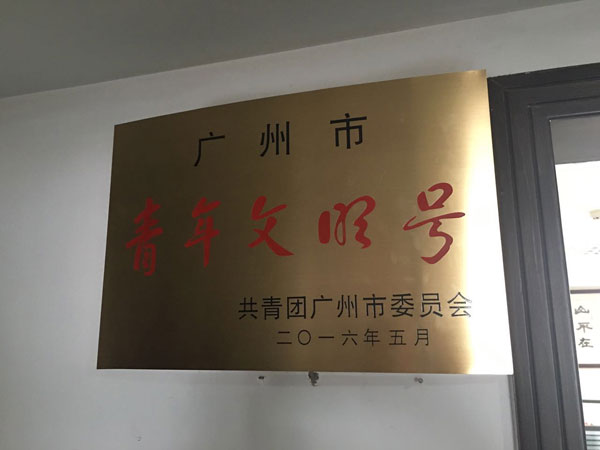 广州市
青年文明号
共青团广州市委员会
二〇一六年五月